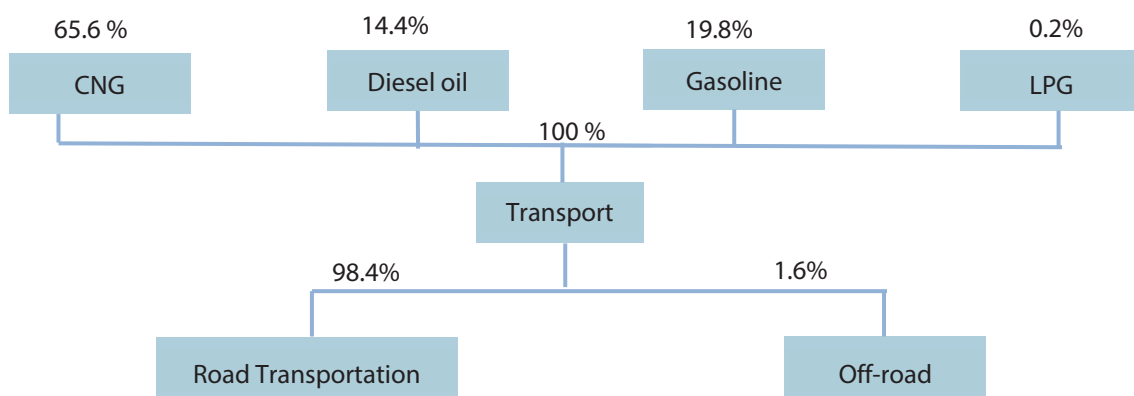 65.6 %
14.4%
19.8%
0.2%
CNG
Diesel oil
Gasoline
LPG
100 %
Transport
98.4%
1.6%
Road Transportation
Off-road